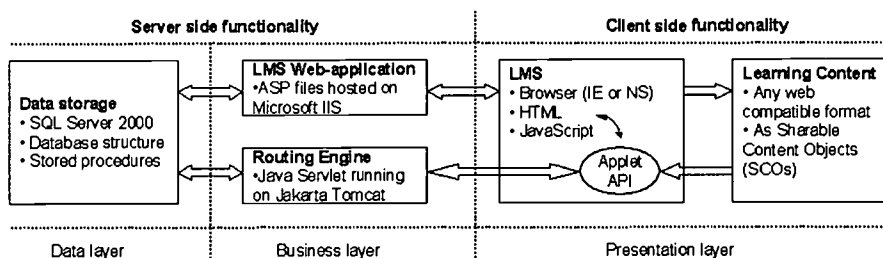 Server side functionality
Client side functionality
Data storage
• SQL Server 2000
• Database structure
• Stored procedures
LMS Web-application
•ASP files hosted on
Microsoft IIS
Routing Engine
•Java Servlet running
on Jakarta Tomcat
LMS
• Browser (IE or NS)
• HTML
• JavaScript
Applet
API
Learning Content
• Any web
compatible format
• As Sharable
Content Objects
(SCOs)
Data layer
Business layer
Presentation layer